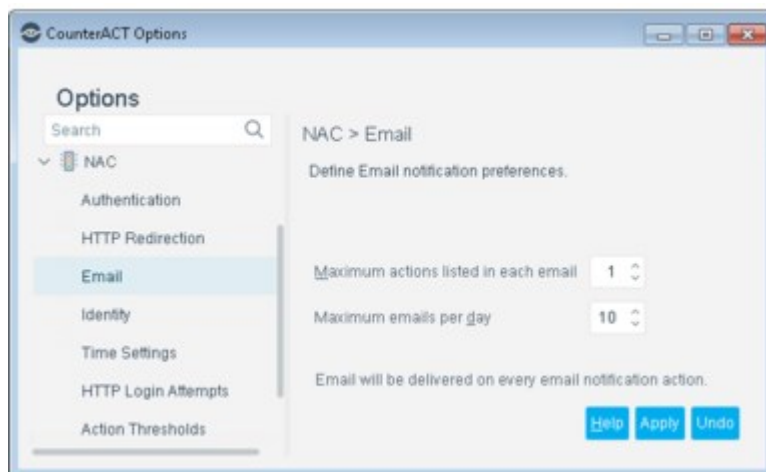 CounterACT Options
Options
Search
NAC
Authentication
HTTP Redirection
Email
Identity
Time Settings
HTTP Login Attempts
Action Thresholds
NAC > Email
Define Email notification preferences.
Maximum actions listed in each email 1
Maximum emails per day 10
Email will be delivered on every email notification action.
Help Apply Undo